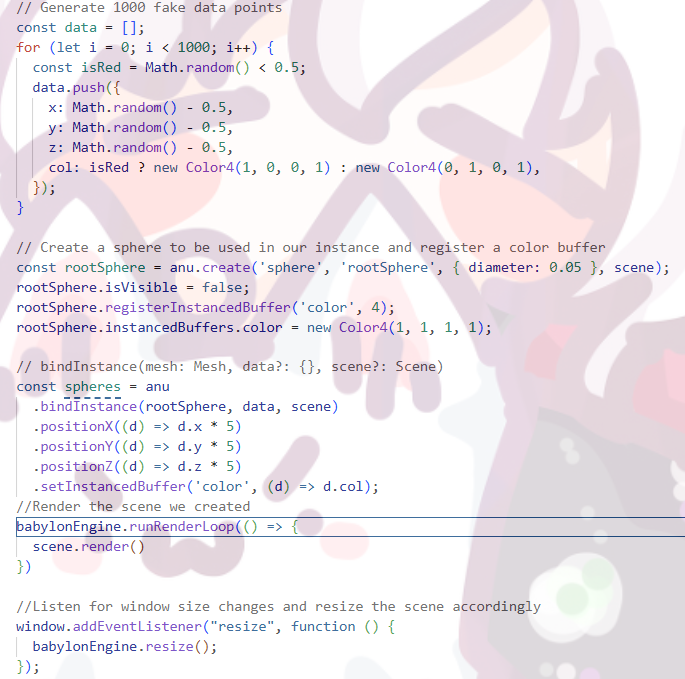 // Generate 1000 fake data points
const data = [];
for (let i = 0; i < 1000; i++) {
  const isRed = Math.random() < 0.5;
  data.push({
    x: Math.random() - 0.5,
    y: Math.random() - 0.5,
    z: Math.random() - 0.5,
    col: isRed ? new Color4(1, 0, 0, 1) : new Color4(0, 1, 0, 1),
  });
}

// Create a sphere to be used in our instance and register a color buffer
const rootSphere = anu.create('sphere', 'rootSphere', { diameter: 0.05 }, scene);
rootSphere.isVisible = false;
rootSphere.registerInstancedBuffer('color', 4);
rootSphere.instancedBuffers.color = new Color4(1, 1, 1, 1);

// bindInstance(mesh: Mesh, data?: {}, scene?: Scene)
const spheres = anu
  .bindInstance(rootSphere, data, scene)
  .positionX((d) => d.x * 5)
  .positionY((d) => d.y * 5)
  .positionZ((d) => d.z * 5)
  .setInstancedBuffer('color', (d) => d.col);
//Render the scene we created
babylonEngine.runRenderLoop(() => {
  scene.render()
})

//Listen for window size changes and resize the scene accordingly
window.addEventListener("resize", function () {
  babylonEngine.resize();
});